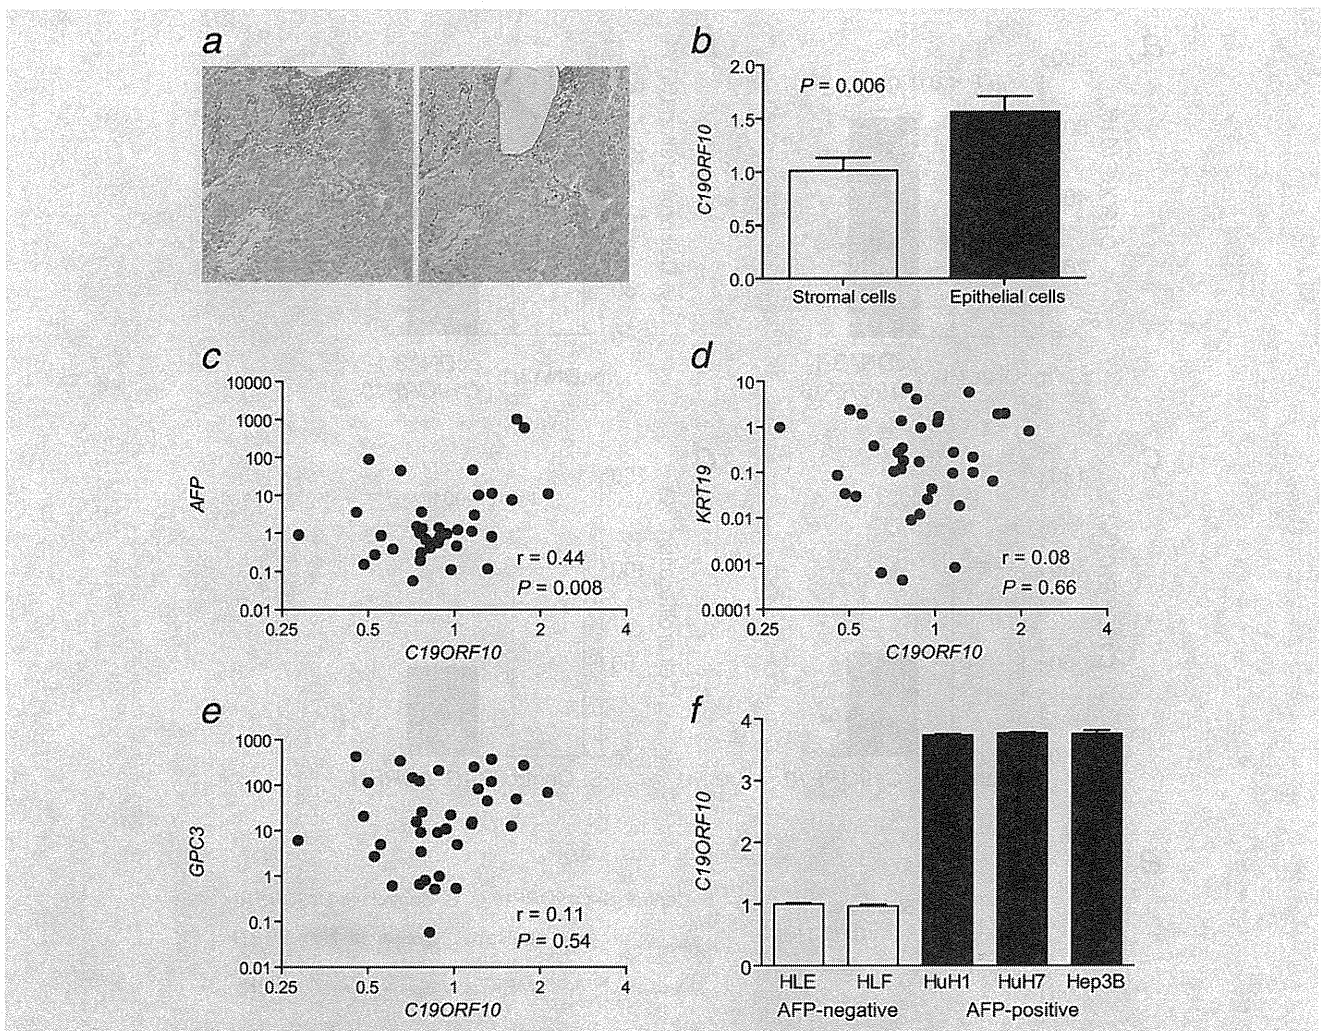 a
b
C19ORF10
2.0
1.5
1.0
0.5
0.0
P = 0.006
Stromal cells
Epithelial cells
c
AFP
10000
1000
100
10
1
0.1
0.01
r = 0.44
P = 0.008
0.25
0.5
1
2
4
C19ORF10
d
KRT19
10
1
0.1
0.01
0.001
0.0001
r = 0.08
P = 0.66
0.25
0.5
1
2
4
C19ORF10
e
GPC3
1000
100
10
1
0.1
0.01
r = 0.11
P = 0.54
0.25
0.5
1
2
4
C19ORF10
f
C19ORF10
4
3
2
1
0
HLE
HLF
HuH1
HuH7
Hep3B
AFP-negative
AFP-positive